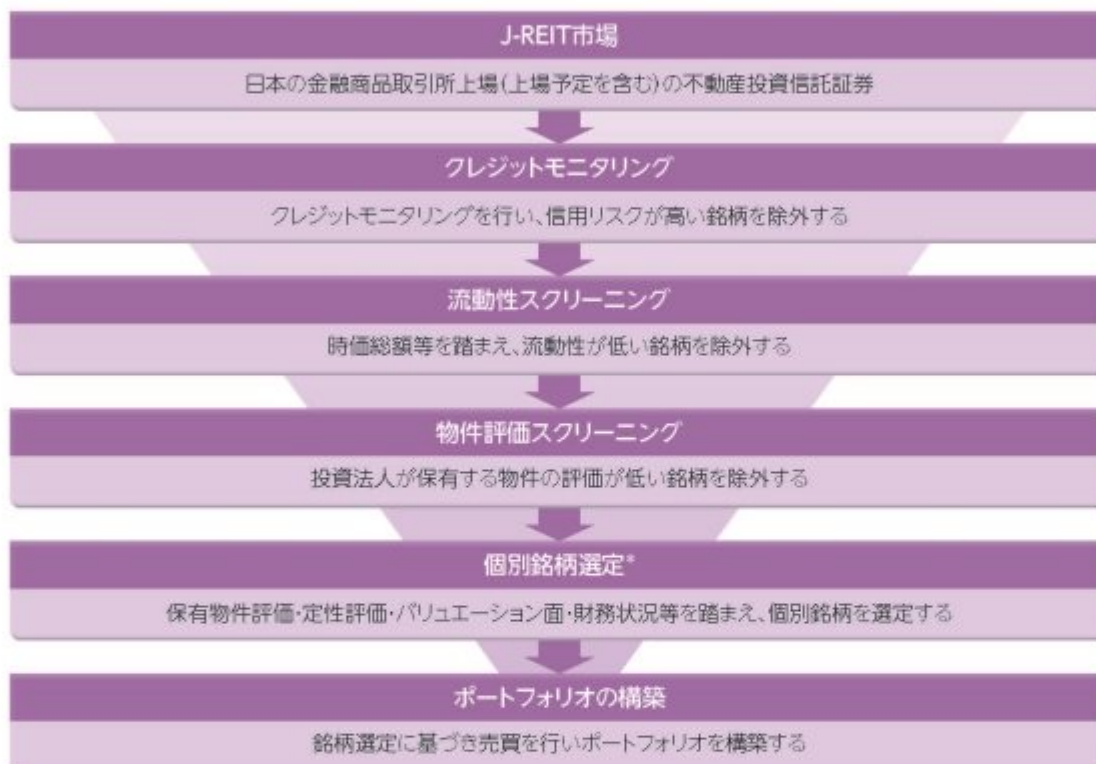 J-REIT市場
日本の金融商品取引所上場(上場予定を含む)の不動産投資信託証券
クレジットモニタリング
クレジットモニタリングを行い、信用リスクが高い銘柄を除外する
流動性スクリーニング
時価総額等を踏まえ、流動性が低い銘柄を除外する
物件評価スクリーニング
投資法人が保有する物件の評価が低い銘柄を除外する
個別銘柄選定*
保有物件評価・定性評価・バリュエーション面・財務状況等を踏まえ、個別銘柄を選定する
ポートフォリオの構築
銘柄選定に基づき売買を行いポートフォリオを構築する